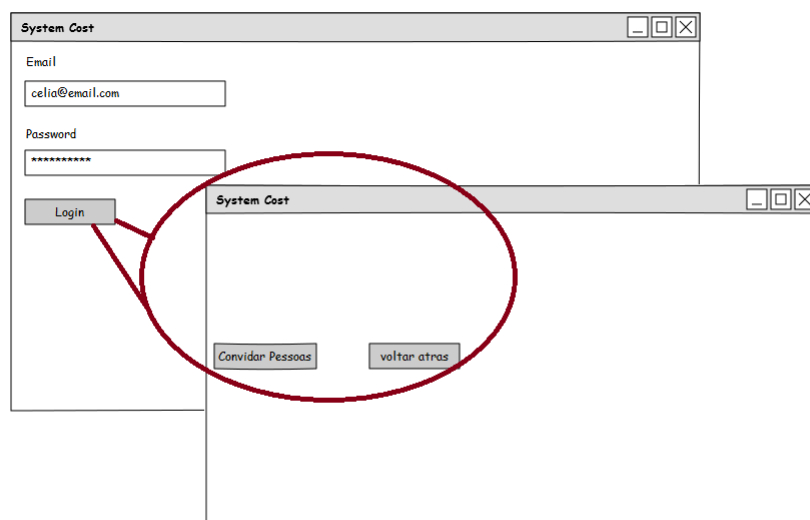 System Cost
Email
celia@email.com
Password
**********
Login
System Cost
Convidar Pessoas
voltar atras